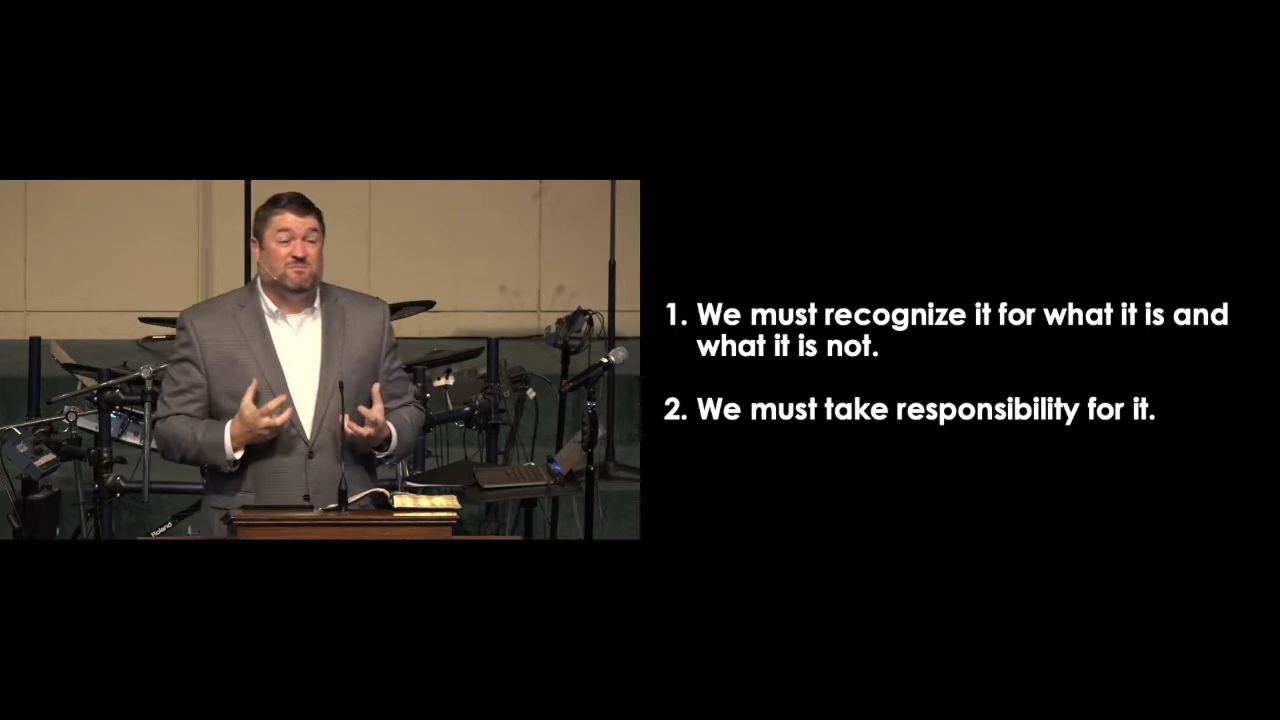 1. We must recognize it for what it is and
what it is not.
2. We must take responsibility for it.
Roland